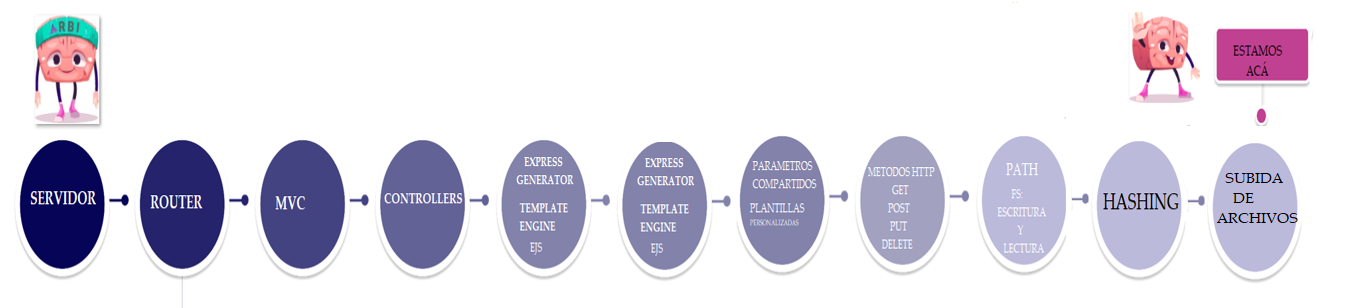 ARBI
ESTAMOS
ACÁ
SERVIDOR
ROUTER
MVC
CONTROLLERS
EXPRESS
GENERATOR
TEMPLATE
ENGINE
EJS
EXPRESS
GENERATOR
TEMPLATE
ENGINE
EJS
PARAMETROS
COMPARTIDOS
PLANTILLAS
PERSONALIZADAS
METODOS HTTP
GET
POST
PUT
DELETE
PATH
FS:
ESCRITURA
Y
LECTURA
HASHING
SUBIDA
DE
ARCHIVOS